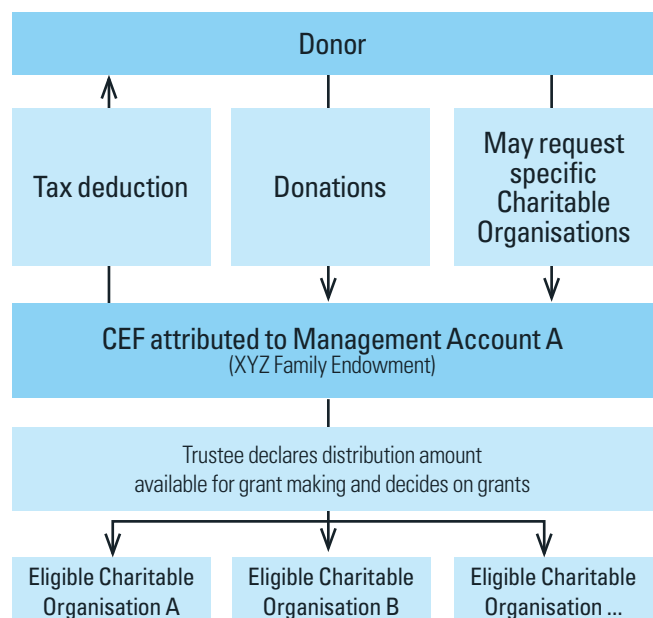 Donor
Tax deduction
Donations
May request
specific
Charitable
Organisations
CEF attributed to Management Account A
(XYZ Family Endowment)
Trustee declares distribution amount
available for grant making and decides on grants
Eligible Charitable
Organisation A
Eligible Charitable
Organisation B
Eligible Charitable
Organisation ...